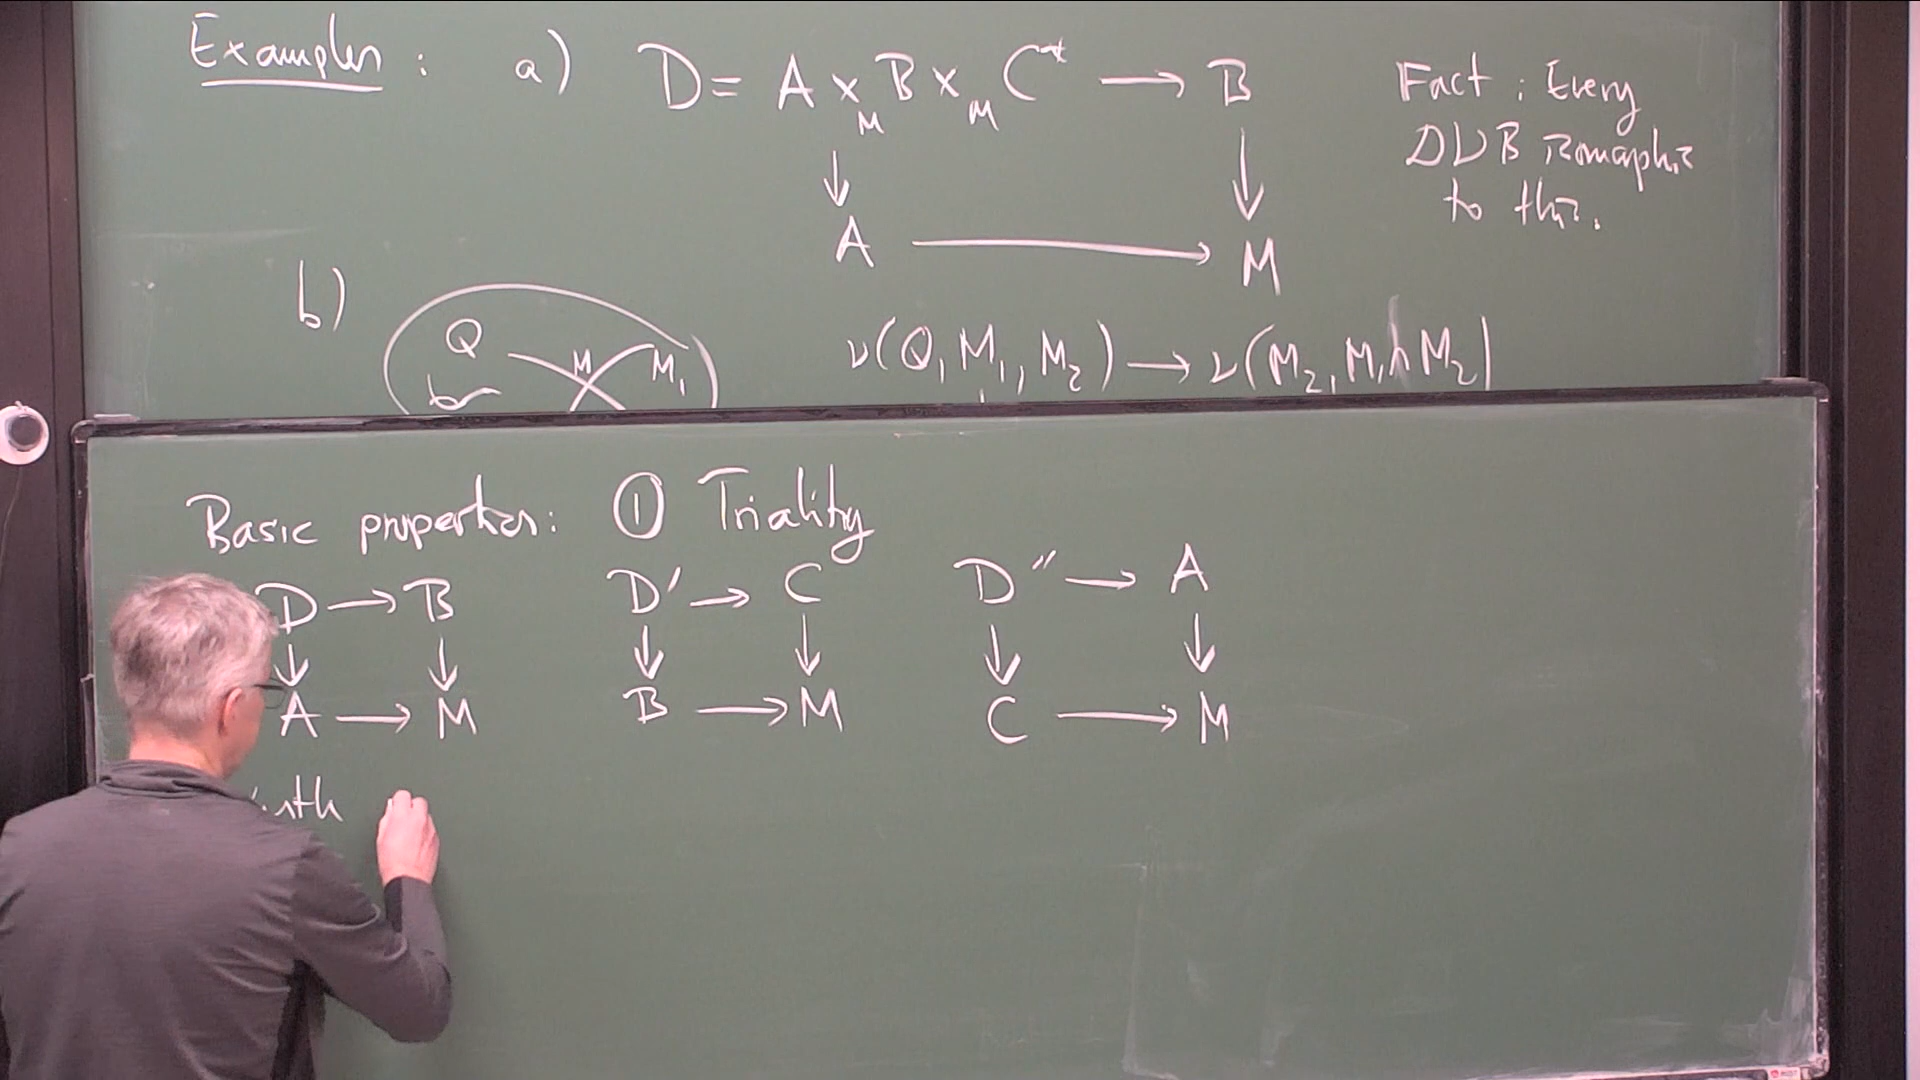 Examples : a) D = A ×_M B ×_M C* → B Fact : Every
DVB isomorphic
↓ ↓ to this.
A → M
b) Q M M₁ ν(Q, M₁, M₂) → ν(M₂, M₁∩M₂)
Basic properties: ① Triality
D → B D′ → C D″ → A
↓ ↓ ↓ ↓ ↓ ↓
A → M B → M C → M
with